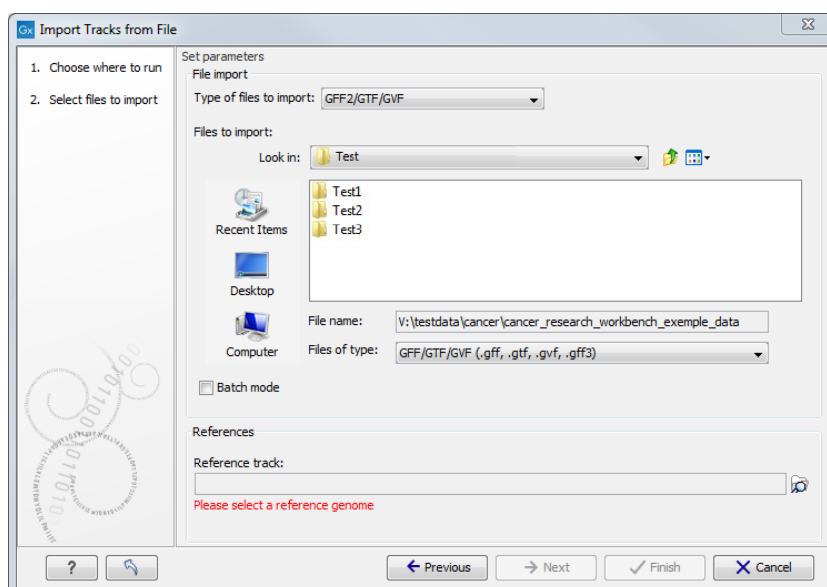 Gx Import Tracks from File
1. Choose where to run
2. Select files to import
Set parameters
File import
Type of files to import: GFF2/GTF/GVF
Files to import:
Look in: Test
Test1
Test2
Test3
Recent Items
Desktop
Computer
File name: V:\testdata\cancer\cancer_research_workbench_exemple_data
Files of type: GFF/GTF/GVF (.gff, .gtf, .gvf, .gff3)
Batch mode
References
Reference track:
Please select a reference genome
? Previous Next Finish Cancel